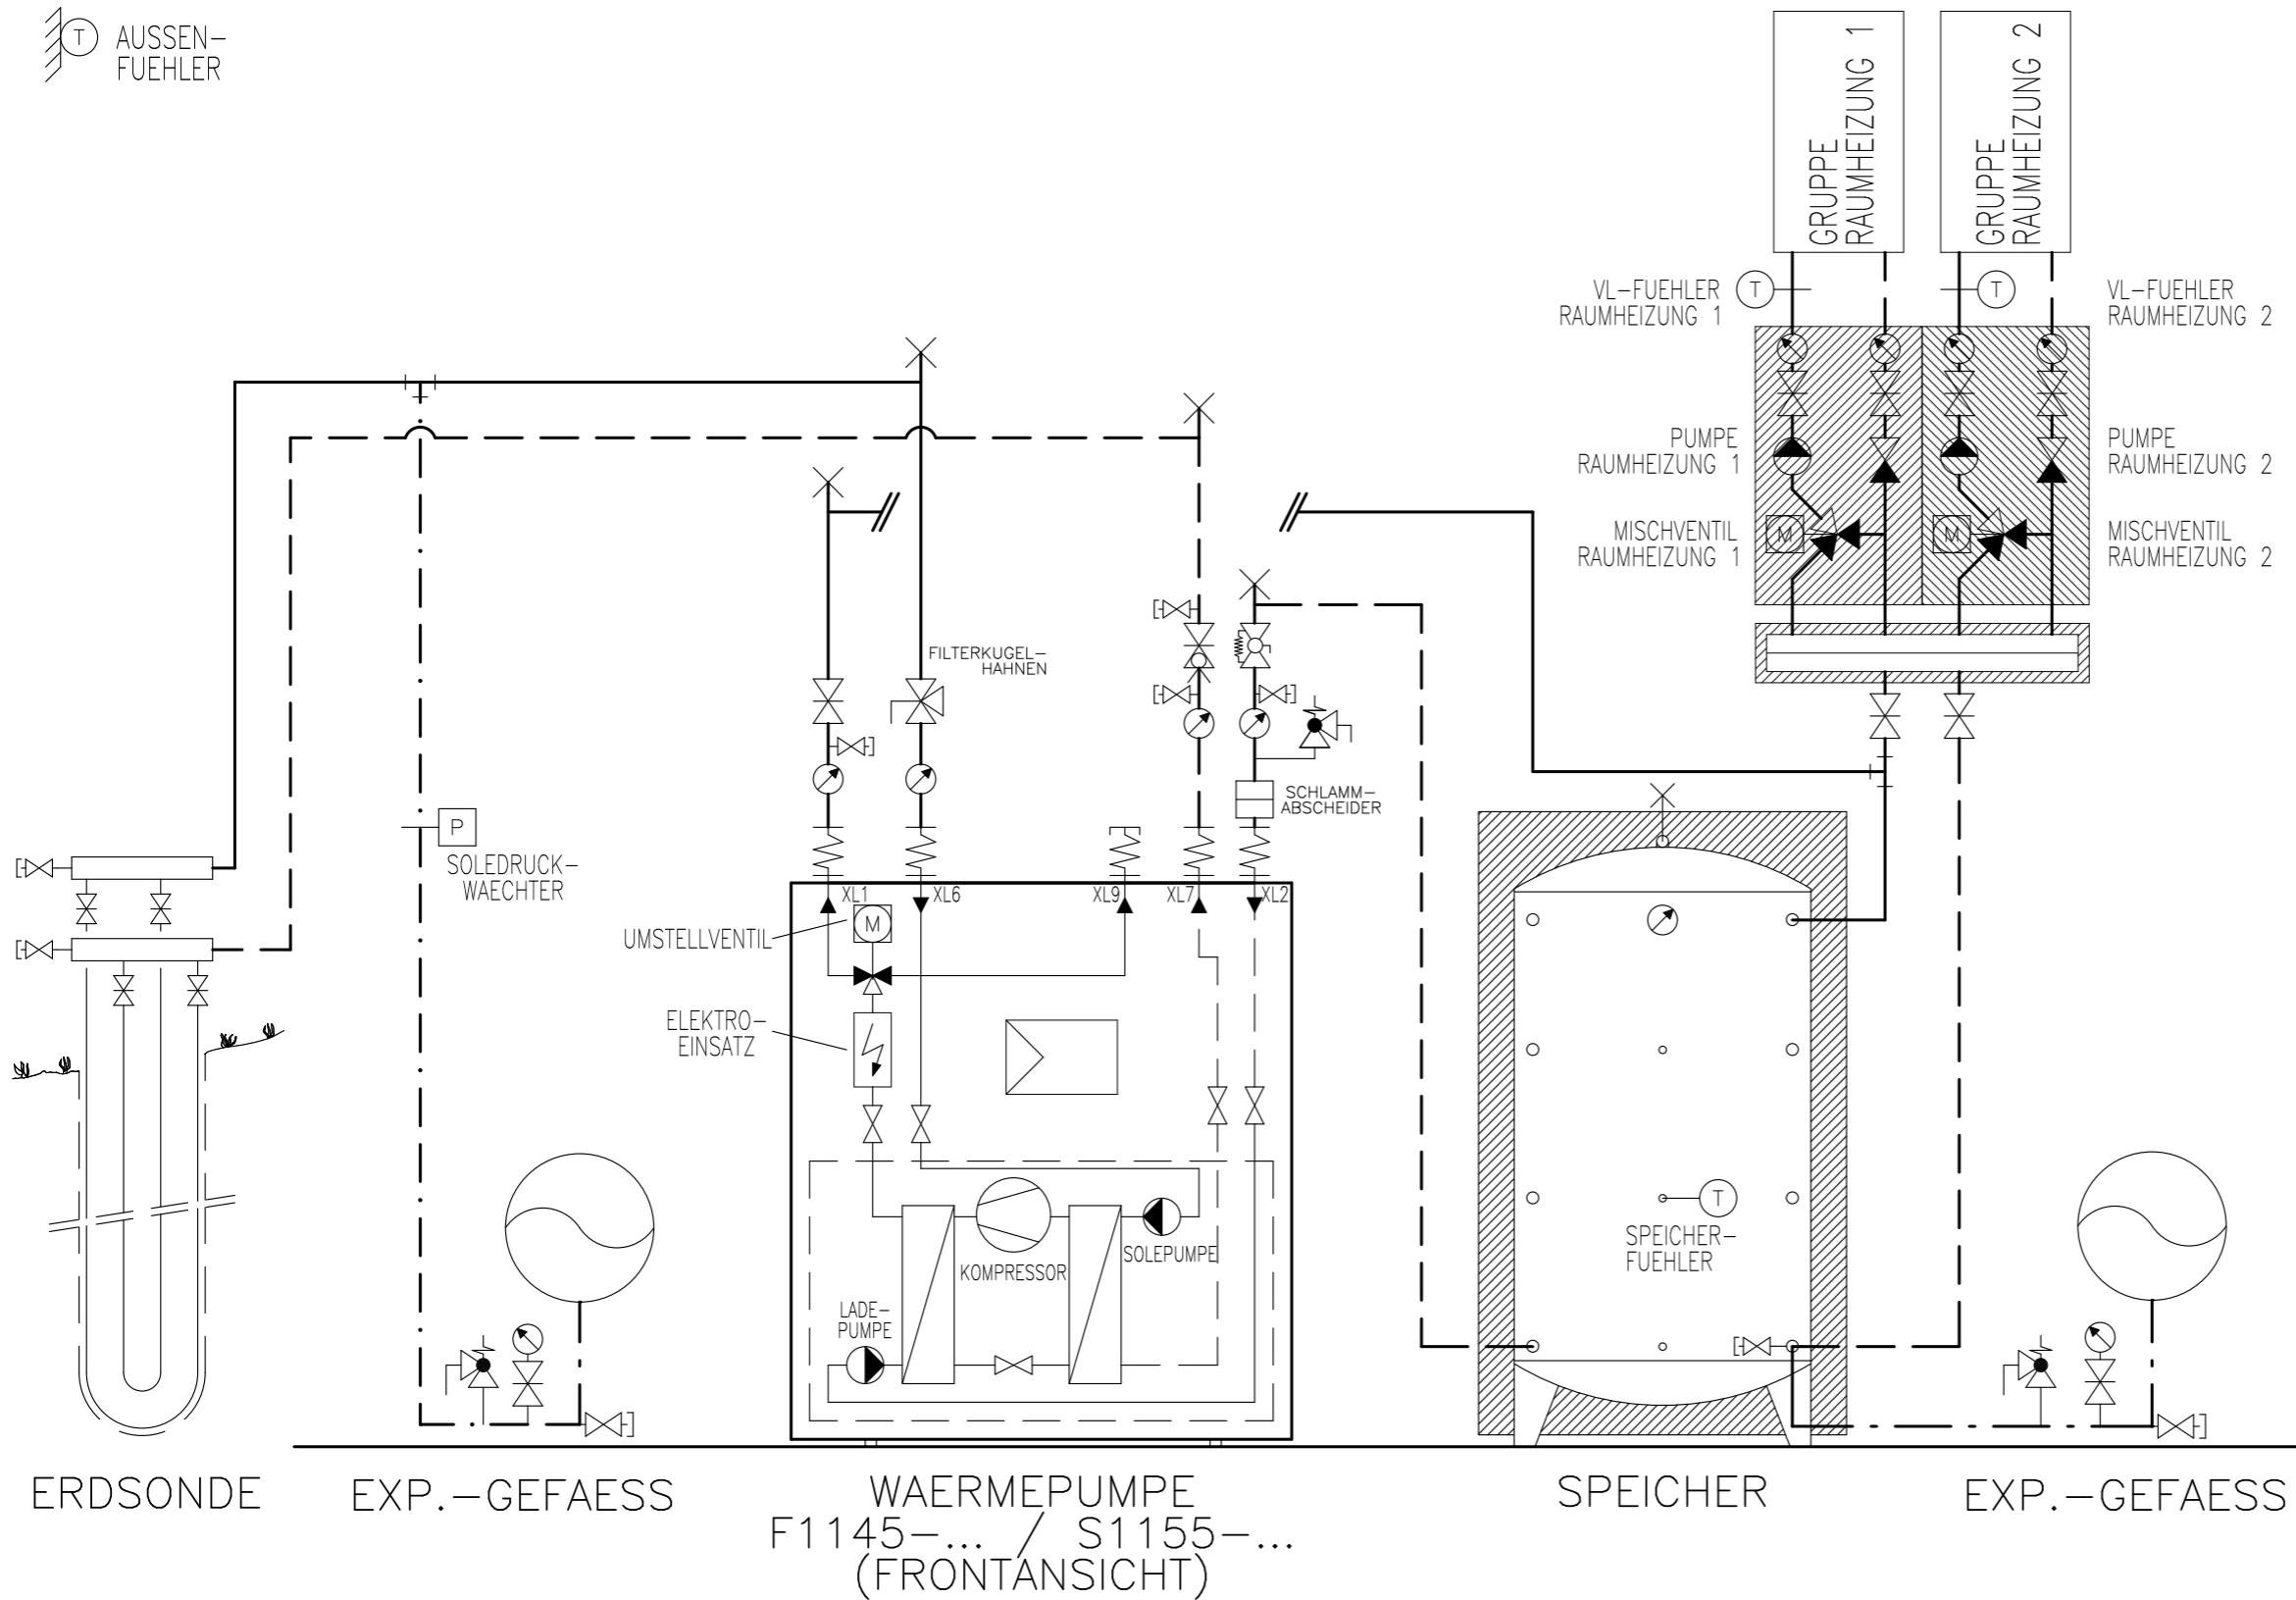 T
AUSSEN-
FUEHLER
GRUPPE
RAUMHEIZUNG 1
GRUPPE
RAUMHEIZUNG 2
VL-FUEHLER
RAUMHEIZUNG 1
T
T
VL-FUEHLER
RAUMHEIZUNG 2
PUMPE
RAUMHEIZUNG 1
PUMPE
RAUMHEIZUNG 2
MISCHVENTIL
RAUMHEIZUNG 1
M
M
MISCHVENTIL
RAUMHEIZUNG 2
FILTERKUGEL-
HAHNEN
SCHLAMM-
ABSCHEIDER
P
SOLEDRUCK-
WAECHTER
XL1
XL6
XL9
XL7
XL2
M
UMSTELLVENTIL
ELEKTRO-
EINSATZ
KOMPRESSOR
SOLEPUMPE
LADE-
PUMPE
T
SPEICHER-
FUEHLER
ERDSONDE
EXP.-GEFAESS
WAERMEPUMPE
F1145-... / S1155-...
(FRONTANSICHT)
SPEICHER
EXP.-GEFAESS